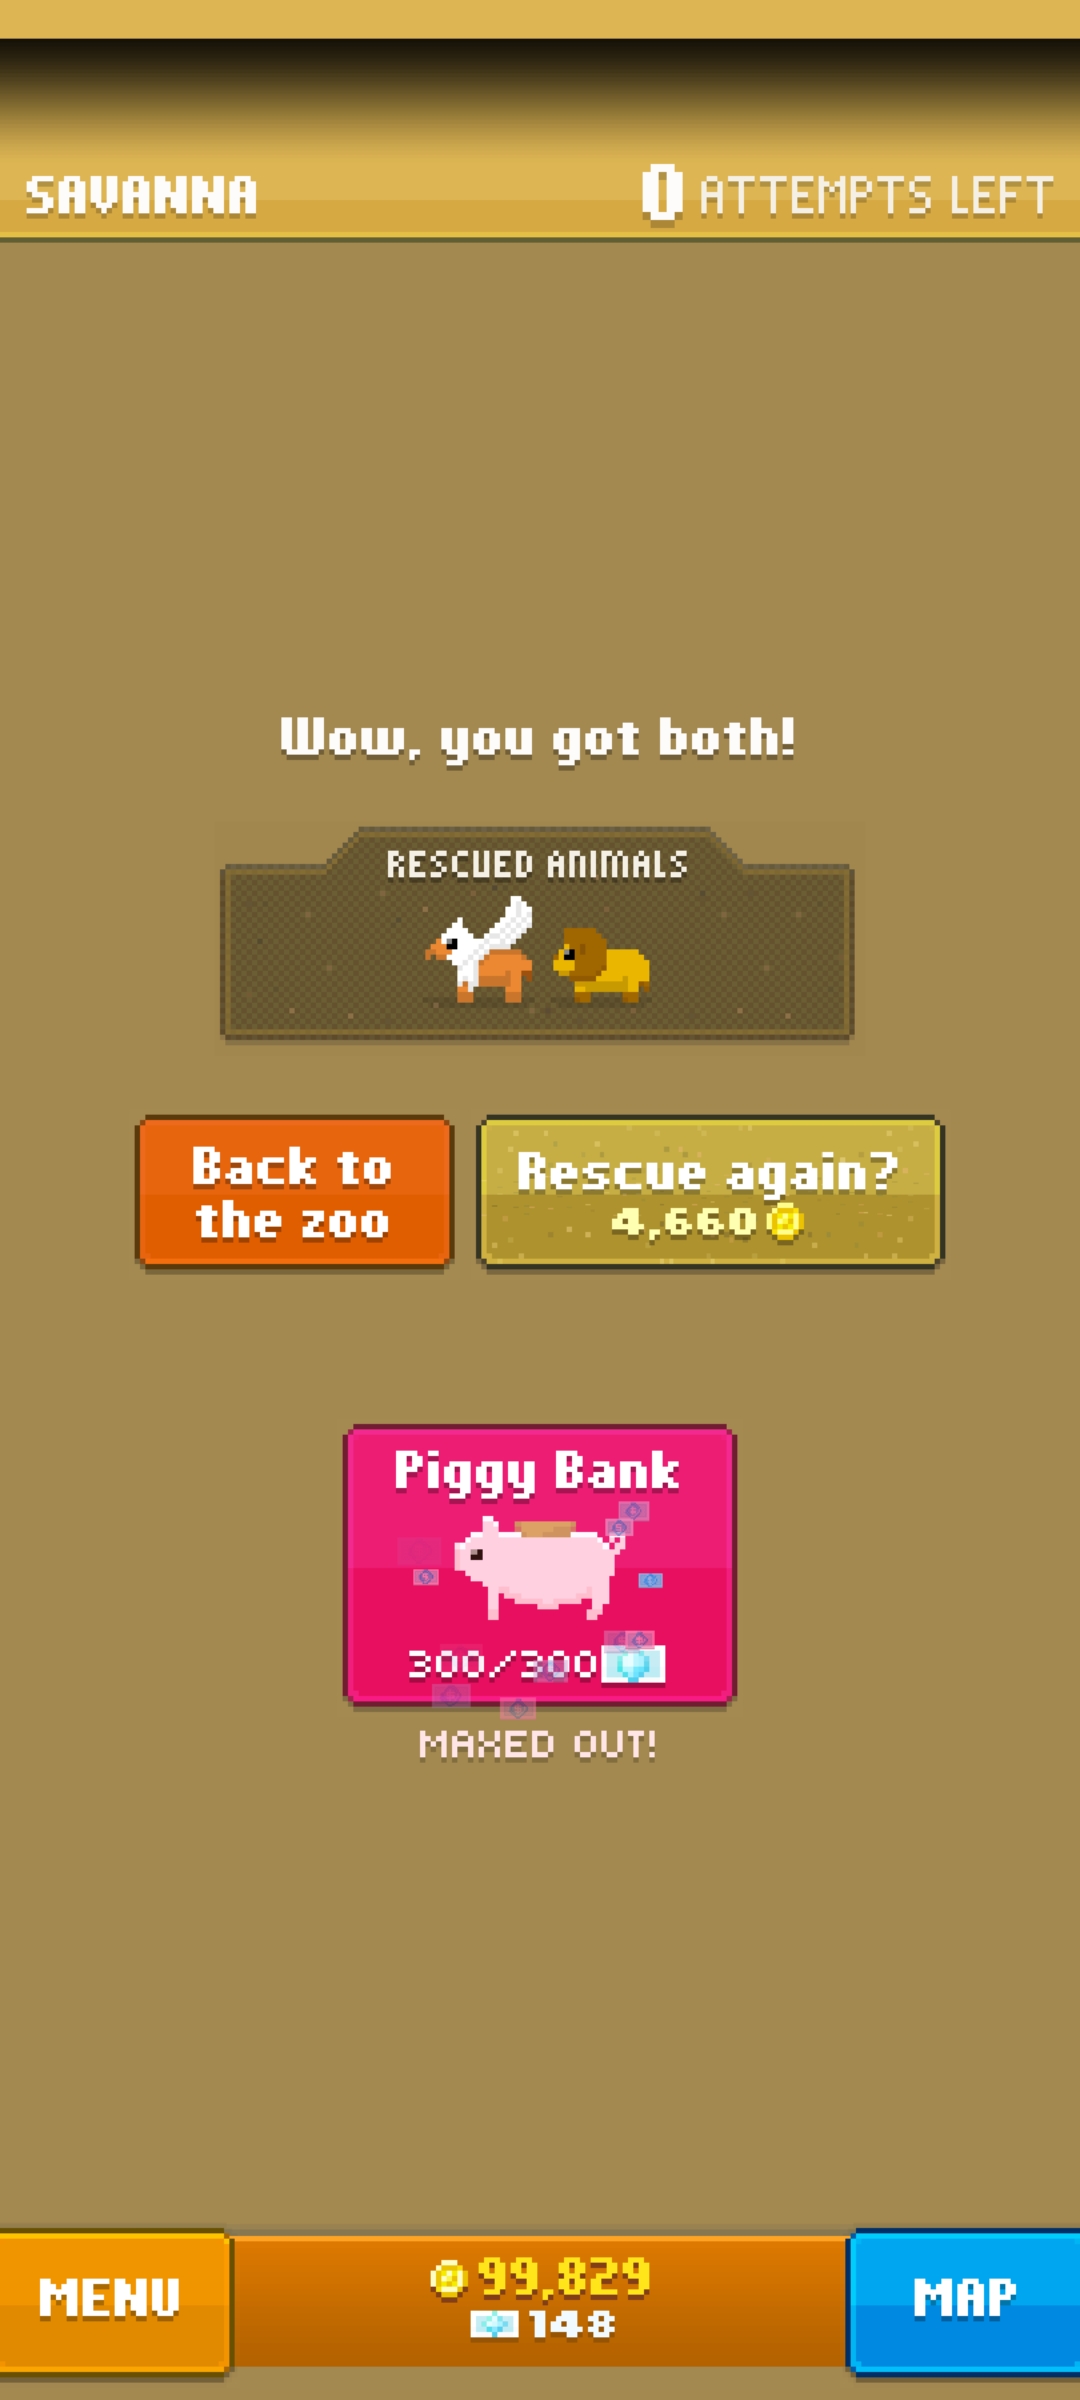 SAVANNA
0 ATTEMPTS LEFT
Wow, you got both!
RESCUED ANIMALS
Back to
the zoo
Rescue again?
4,660
Piggy Bank
300/300
MAXED OUT!
MENU
99,829
148
MAP